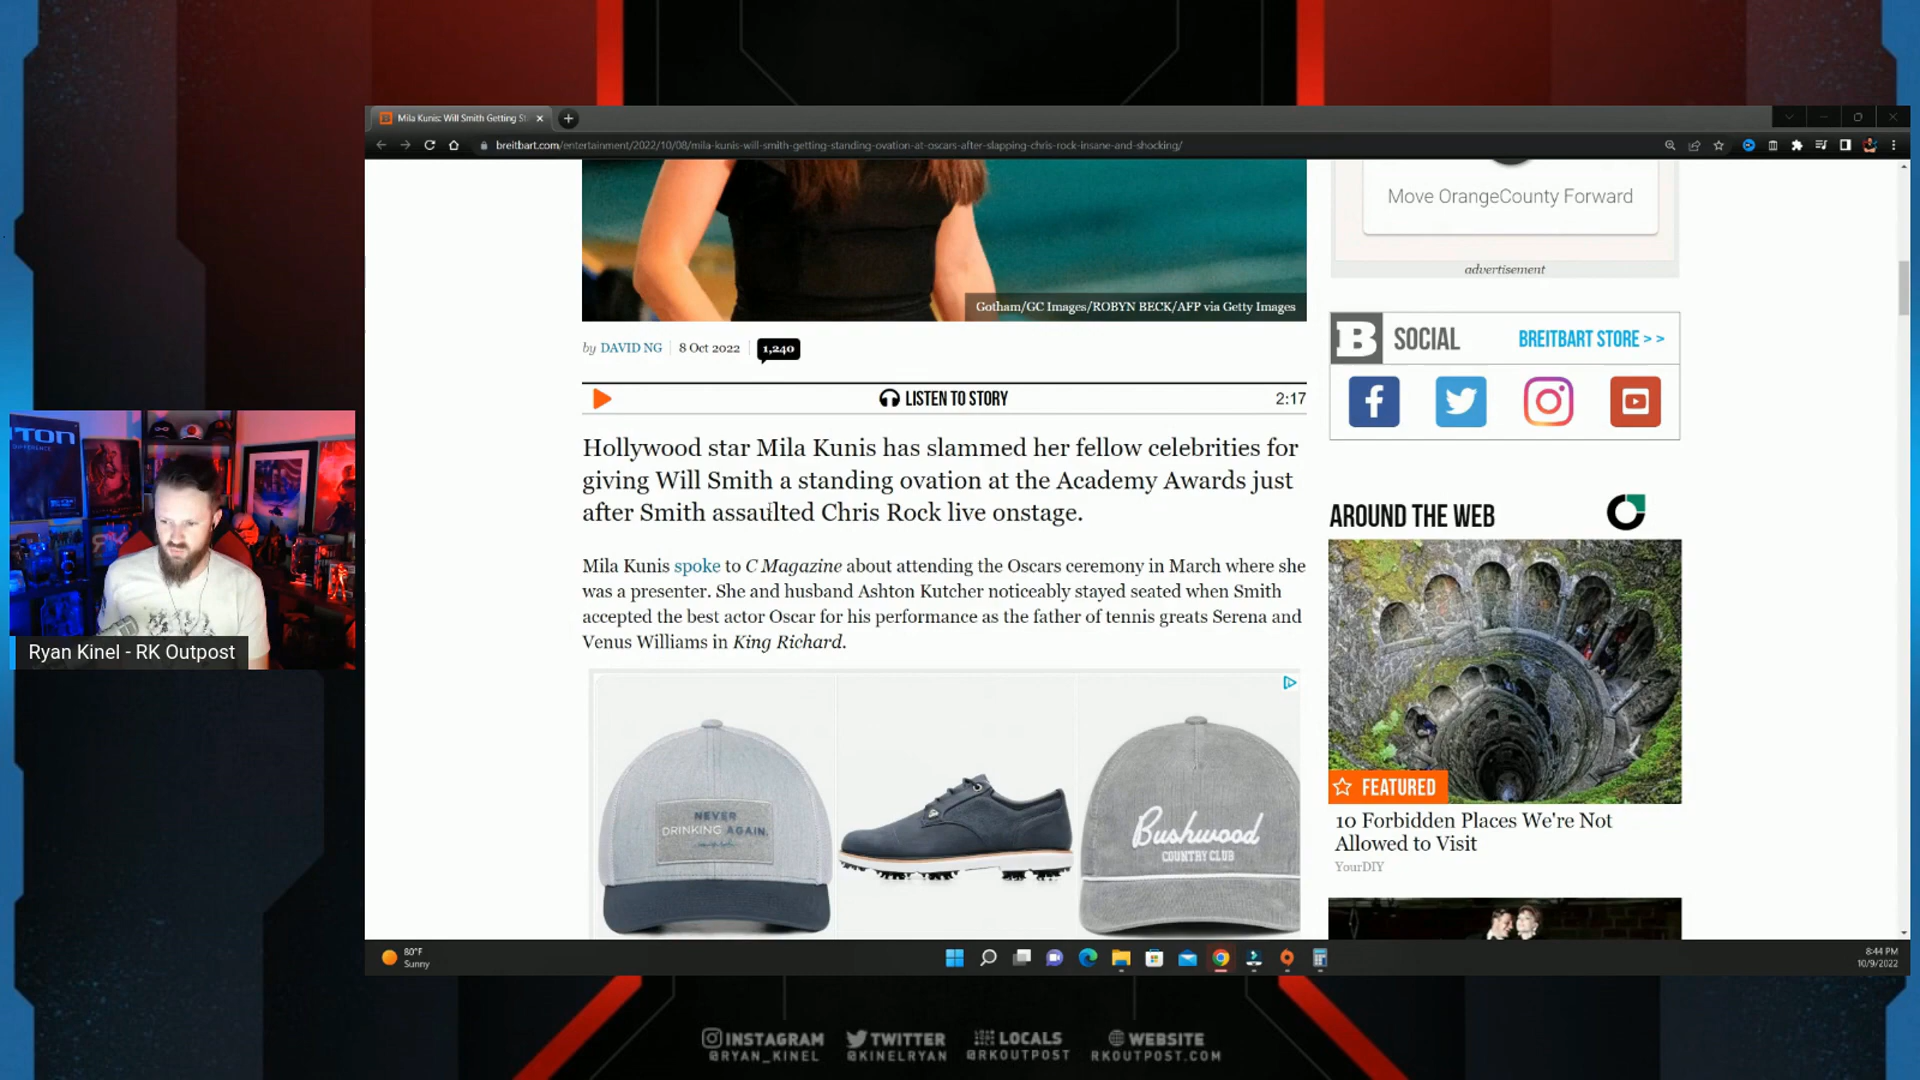 Mila Kunis: Will Smith Getting St
breitbart.com/entertainment/2022/10/08/mila-kunis-will-smith-getting-standing-ovation-at-oscars-after-slapping-chris-rock-insane-and-shocking/
Move OrangeCounty Forward
advertisement
Gotham/GC Images/ROBYN BECK/AFP via Getty Images
by DAVID NG 8 Oct 2022 1,240
B SOCIAL BREITBART STORE > >
LISTEN TO STORY 2:17
Hollywood star Mila Kunis has slammed her fellow celebrities for
giving Will Smith a standing ovation at the Academy Awards just
after Smith assaulted Chris Rock live onstage.
Mila Kunis spoke to C Magazine about attending the Oscars ceremony in March where she
was a presenter. She and husband Ashton Kutcher noticeably stayed seated when Smith
accepted the best actor Oscar for his performance as the father of tennis greats Serena and
Venus Williams in King Richard.
AROUND THE WEB
FEATURED
10 Forbidden Places We're Not
Allowed to Visit
YourDIY
NEVER
DRINKING AGAIN.
Bushwood
COUNTRY CLUB
TON
DIFFERENCE
Ryan Kinel - RK Outpost
80°F
Sunny
8:44 PM
10/9/2022
INSTAGRAM
@RYAN_KINEL
TWITTER
@KINELRYAN
LOCALS
@RKOUTPOST
WEBSITE
RKOUTPOST.COM